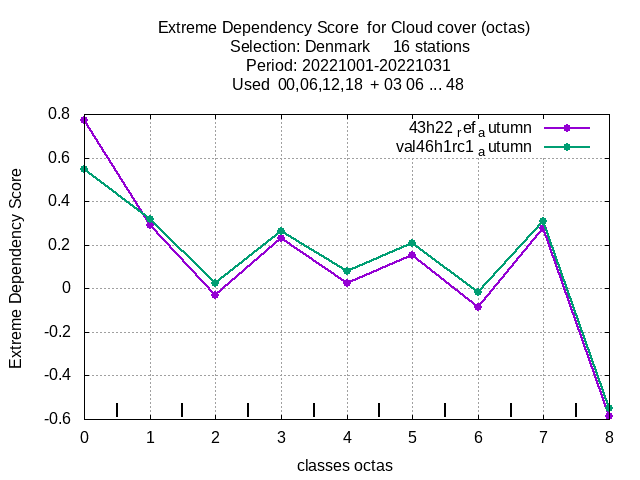 Extreme Dependency Score  for Cloud cover (octas)
Selection: Denmark     16 stations
Period: 20221001-20221031
Used  00,06,12,18  + 03 06 ... 48
43h22 ref autumn
val46h1rc1 autumn
Extreme Dependency Score
0.8
0.6
0.4
0.2
0
-0.2
-0.4
-0.6
0 1 2 3 4 5 6 7 8
classes octas